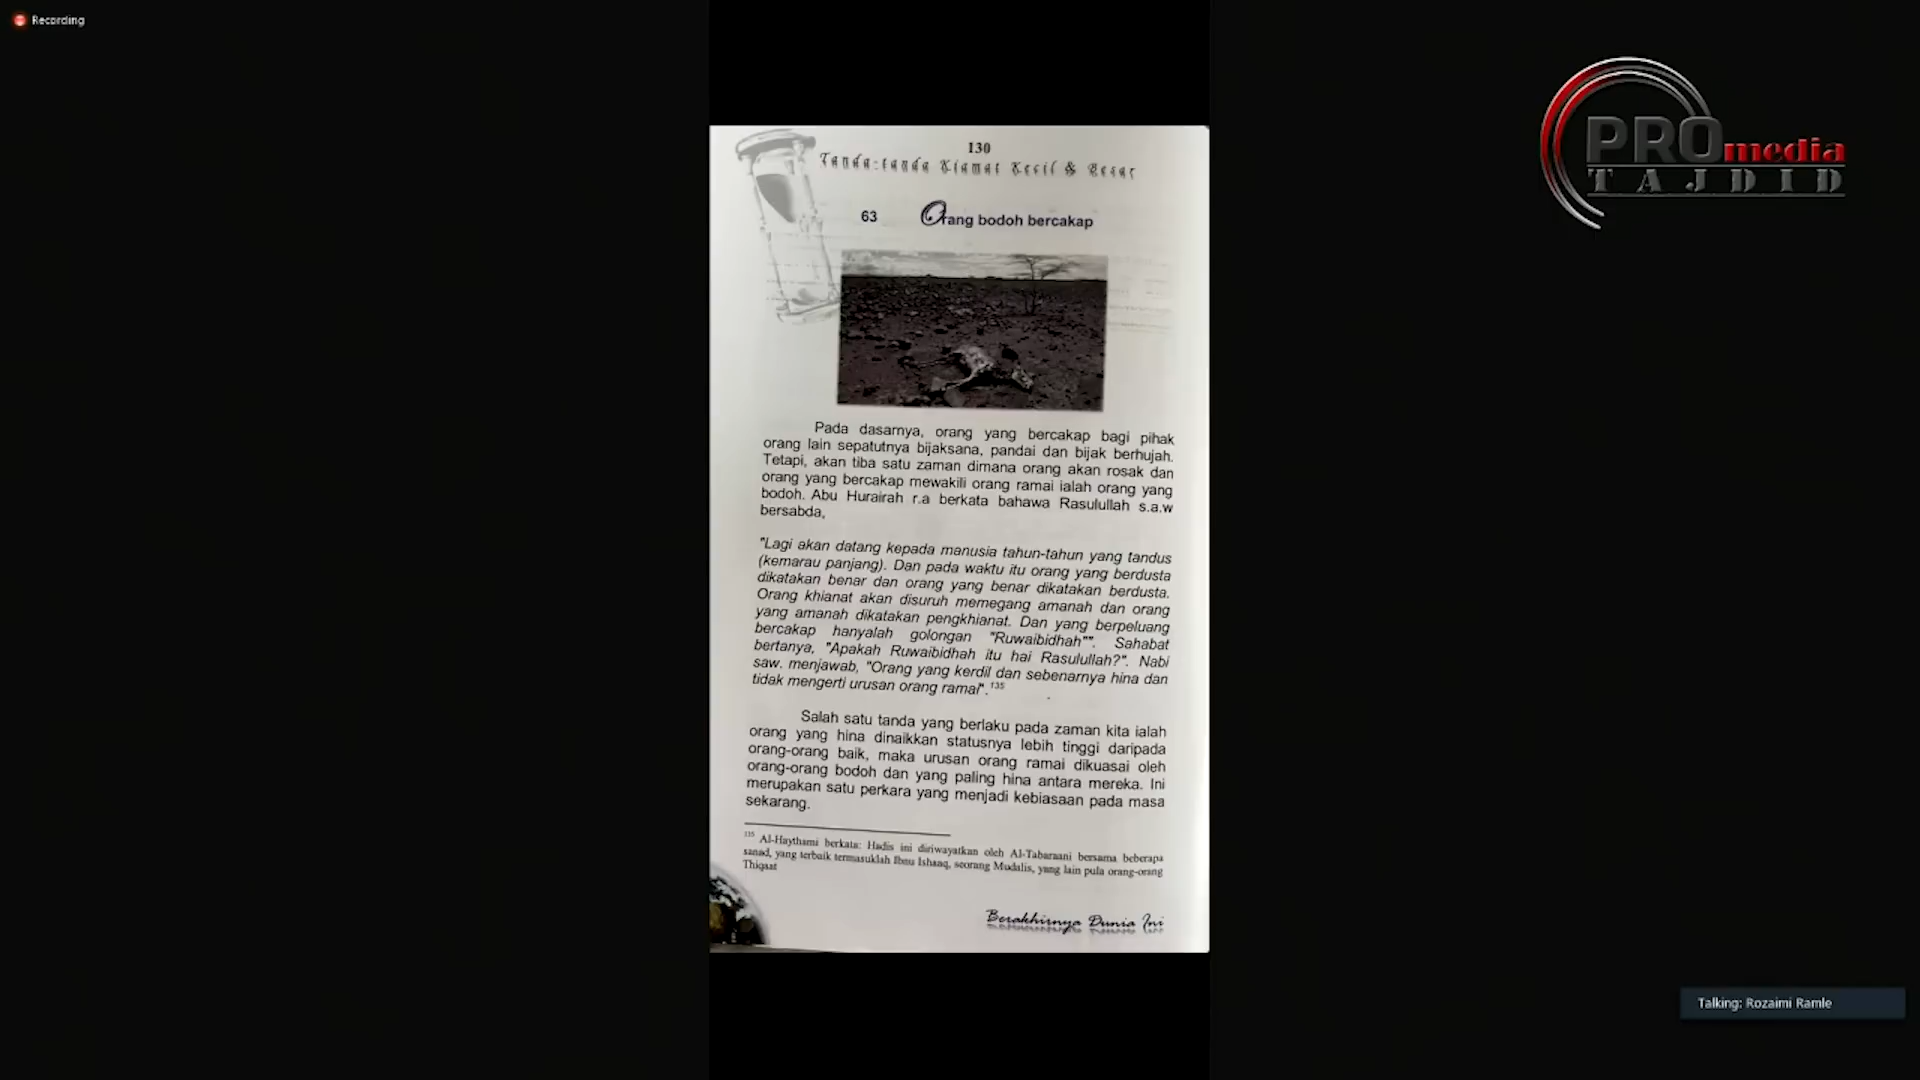 Recording
PROmedia
TAJDID
130
Tanda-tanda Kiamat Kecil & Besar
63 Orang bodoh bercakap
Pada dasarnya, orang yang bercakap bagi pihak
orang lain sepatutnya bijaksana, pandai dan bijak berhujah.
Tetapi, akan tiba satu zaman dimana orang akan rosak dan
orang yang bercakap mewakili orang ramai ialah orang yang
bodoh. Abu Hurairah r.a berkata bahawa Rasulullah s.a.w
bersabda,
"Lagi akan datang kepada manusia tahun-tahun yang tandus
(kemarau panjang). Dan pada waktu itu orang yang berdusta
dikatakan benar dan orang yang benar dikatakan berdusta.
Orang khianat akan disuruh memegang amanah dan orang
yang amanah dikatakan pengkhianat. Dan yang berpeluang
bercakap hanyalah golongan "Ruwaibidhah"". Sahabat
bertanya, "Apakah Ruwaibidhah itu hai Rasulullah?". Nabi
saw. menjawab, "Orang yang kerdil dan sebenarnya hina dan
tidak mengerti urusan orang ramai".135
Salah satu tanda yang berlaku pada zaman kita ialah
orang yang hina dinaikkan statusnya lebih tinggi daripada
orang-orang baik, maka urusan orang ramai dikuasai oleh
orang-orang bodoh dan yang paling hina antara mereka. Ini
merupakan satu perkara yang menjadi kebiasaan pada masa
sekarang.
135 Al-Haythami berkata: Hadis ini diriwayatkan oleh Al-Tabaraani bersama beberapa
sanad, yang terbaik termasuklah Ibnu Ishaaq, seorang Mudalis, yang lain pula orang-orang
Thiqaat
Berakhirnya Dunia Ini
Talking: Rozaimi Ramle